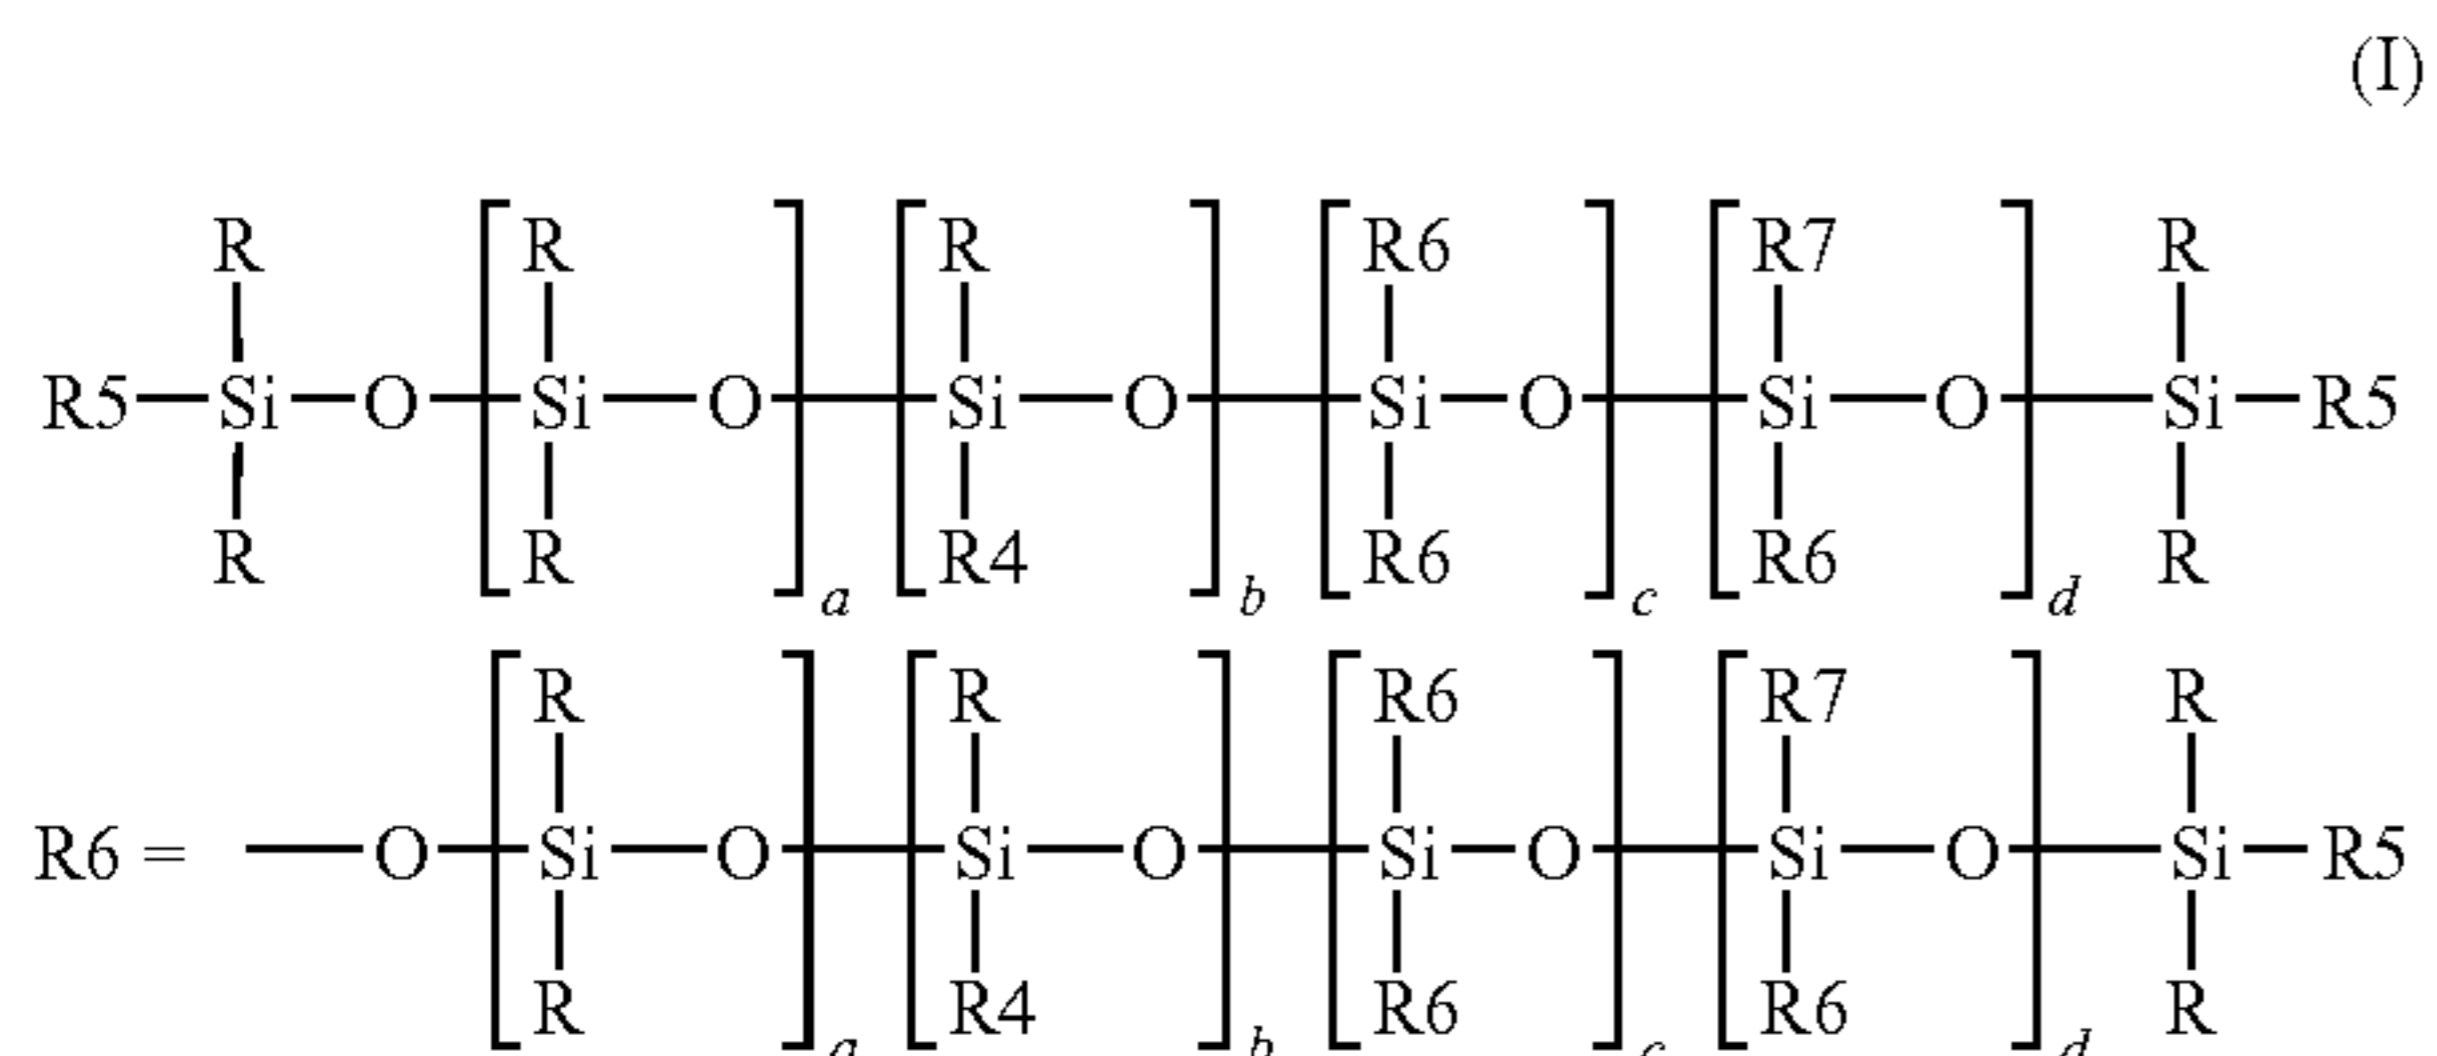 (I)
R R R R6 R7 R
R5 Si O Si O Si O Si O Si O Si R5
R R R4 R6 R6 R
a b c d
R R R6 R7 R
R6 = O Si O Si O Si O Si O Si R5
R R4 R6 R6 R
a b c d